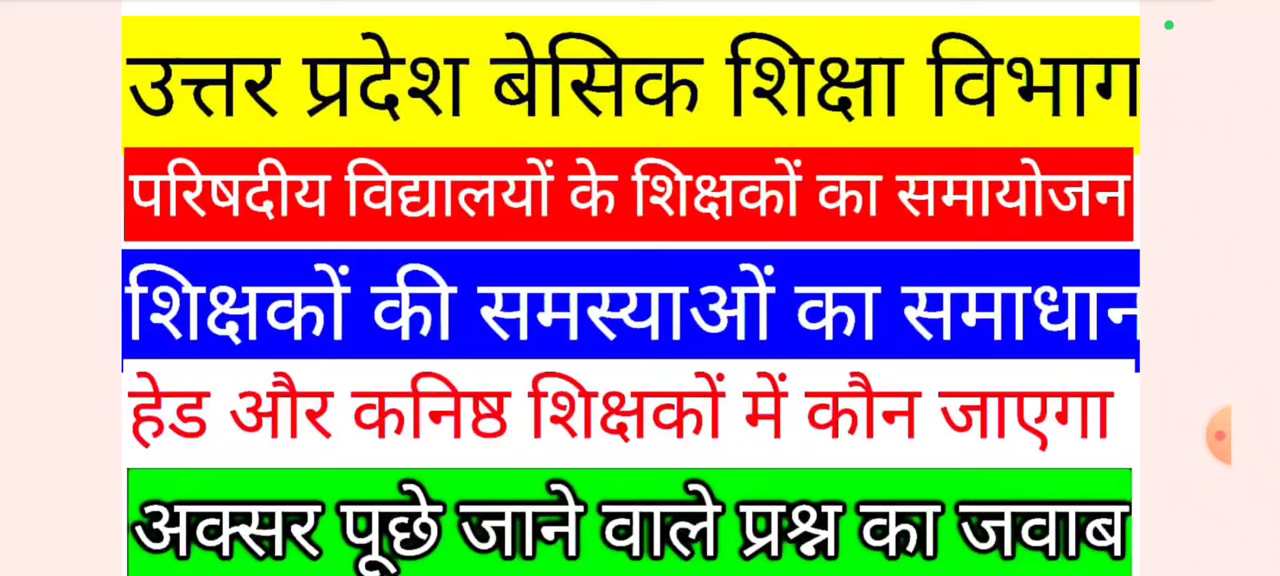 उत्तर प्रदेश बेसिक शिक्षा विभाग
परिषदीय विद्यालयों के शिक्षकों का समायोजन
शिक्षकों की समस्याओं का समाधान
हेड और कनिष्ठ शिक्षकों में कौन जाएगा
अक्सर पूछे जाने वाले प्रश्न का जवाब